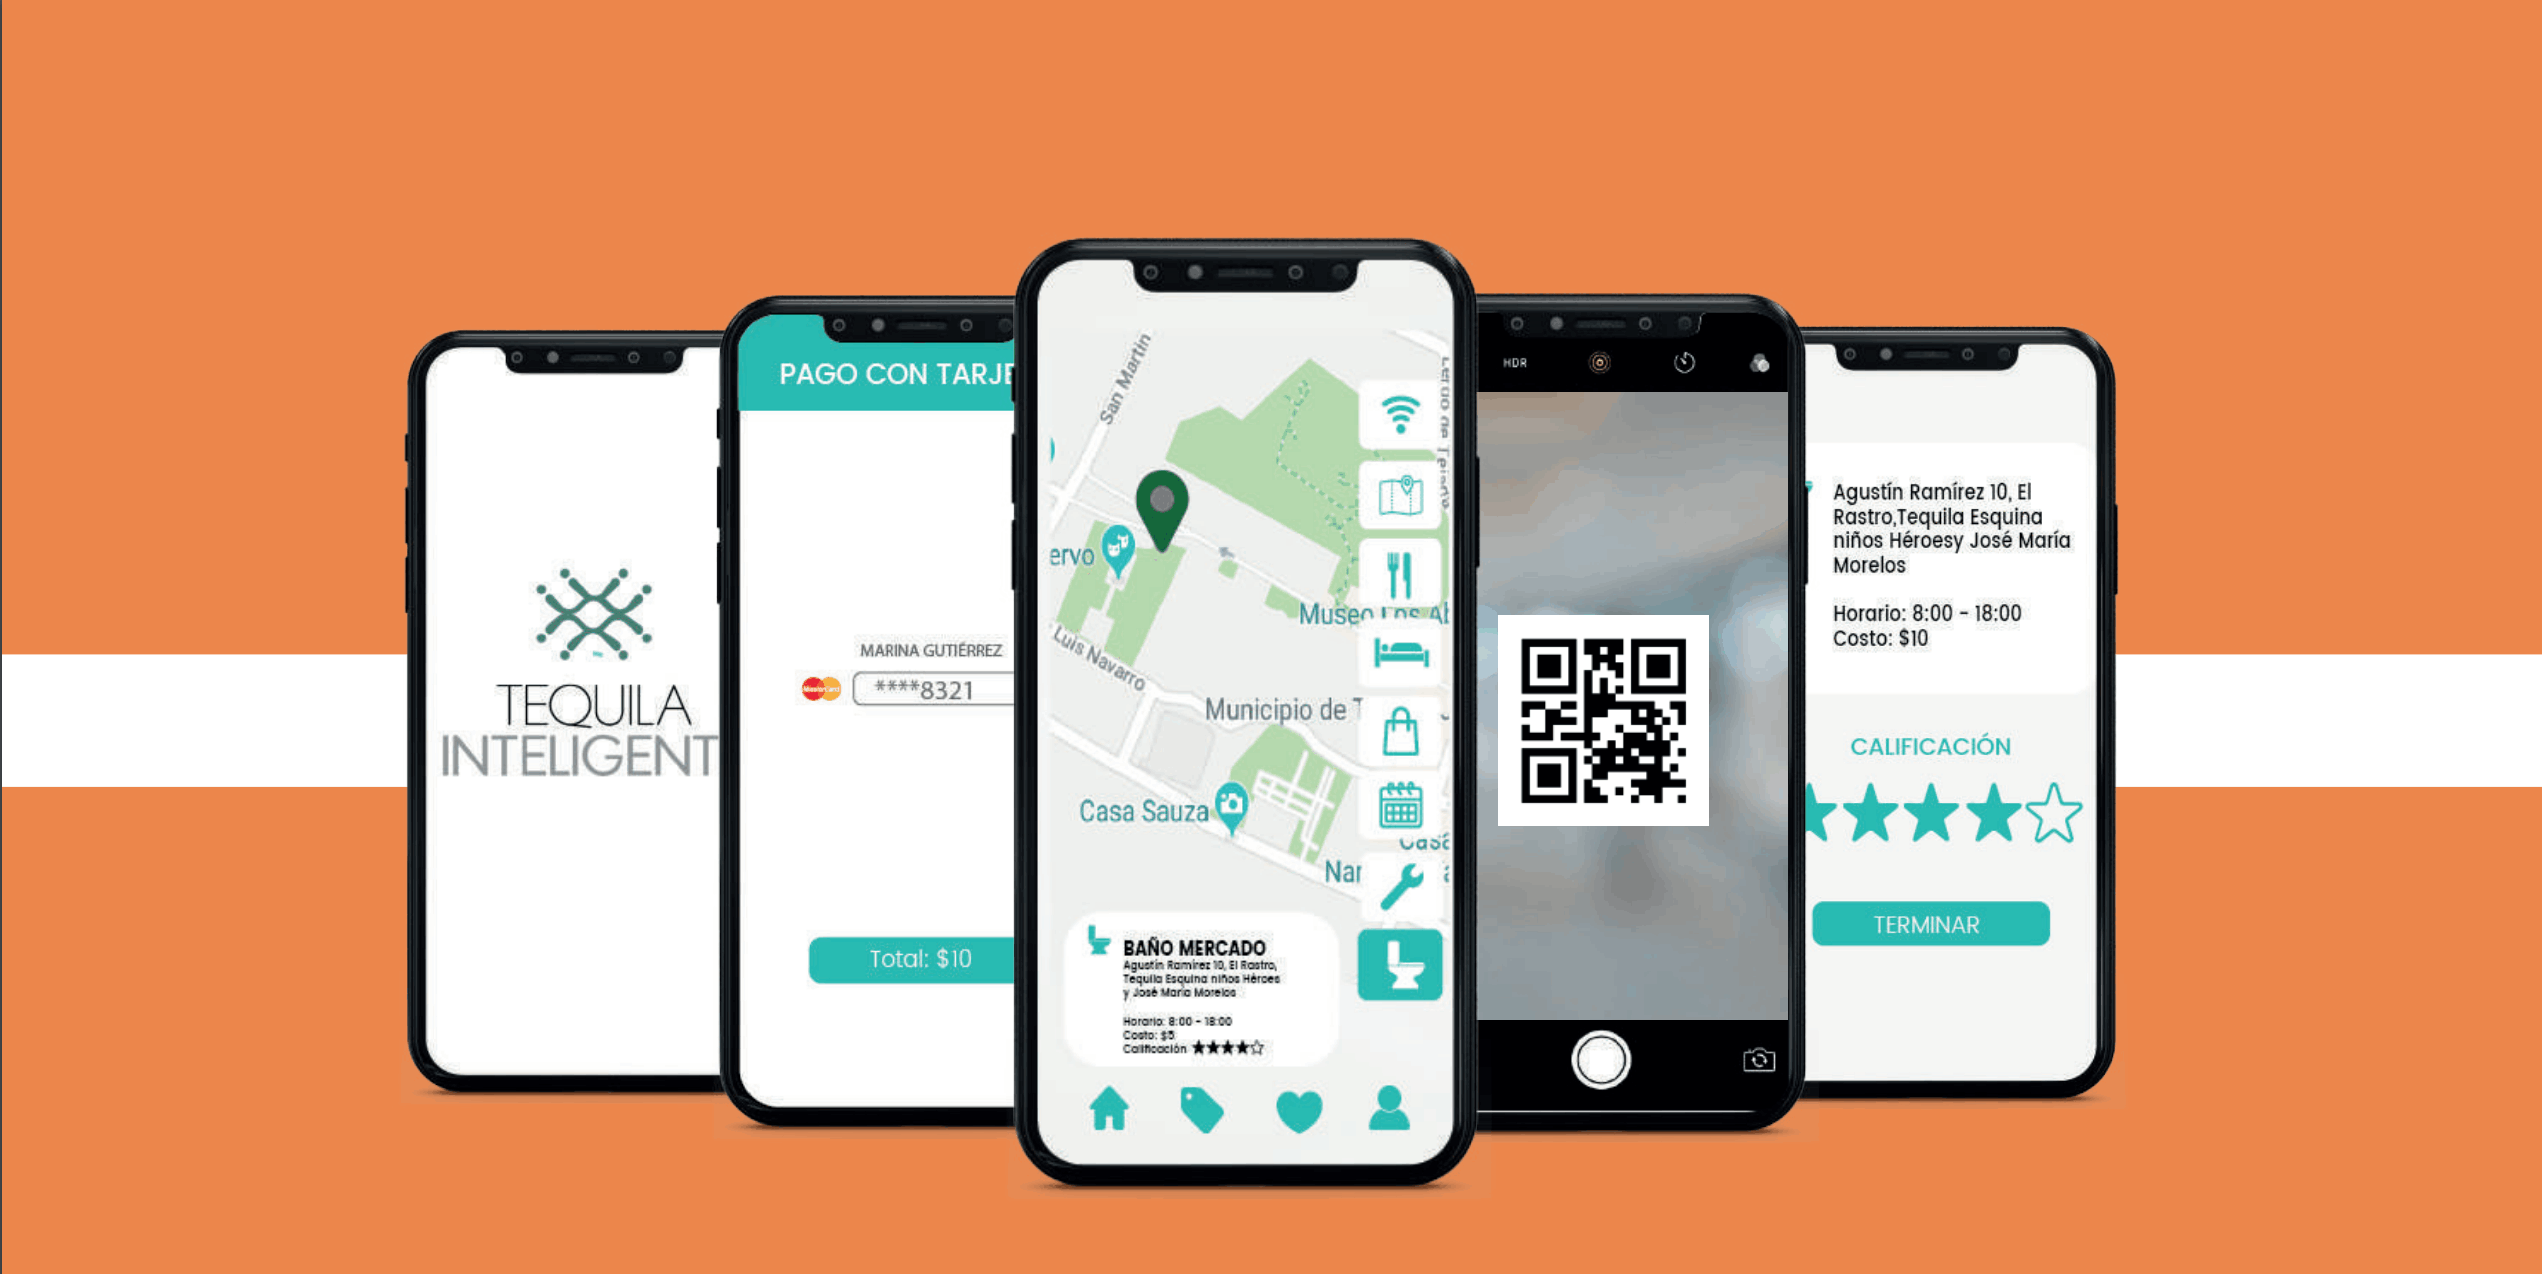 TEQUILA
INTELIGENT
PAGO CON TARJE
MARINA GUTIÉRREZ
MasterCard
****8321
Total: $10
San Martín
ervo
Luis Navarro
Museo Los Al
Municipio de T
Casa Sauza
Casa
Nar
BAÑO MERCADO
Agustín Ramírez 10, El Rastro,
Tequila Esquina niños Héroes
y José María Morelos
Horario: 8:00 - 18:00
Costo: $5
Calificación
HDR
Agustín Ramírez 10, El
Rastro,Tequila Esquina
niños Héroesy José María
Morelos
Horario: 8:00 - 18:00
Costo: $10
CALIFICACIÓN
TERMINAR